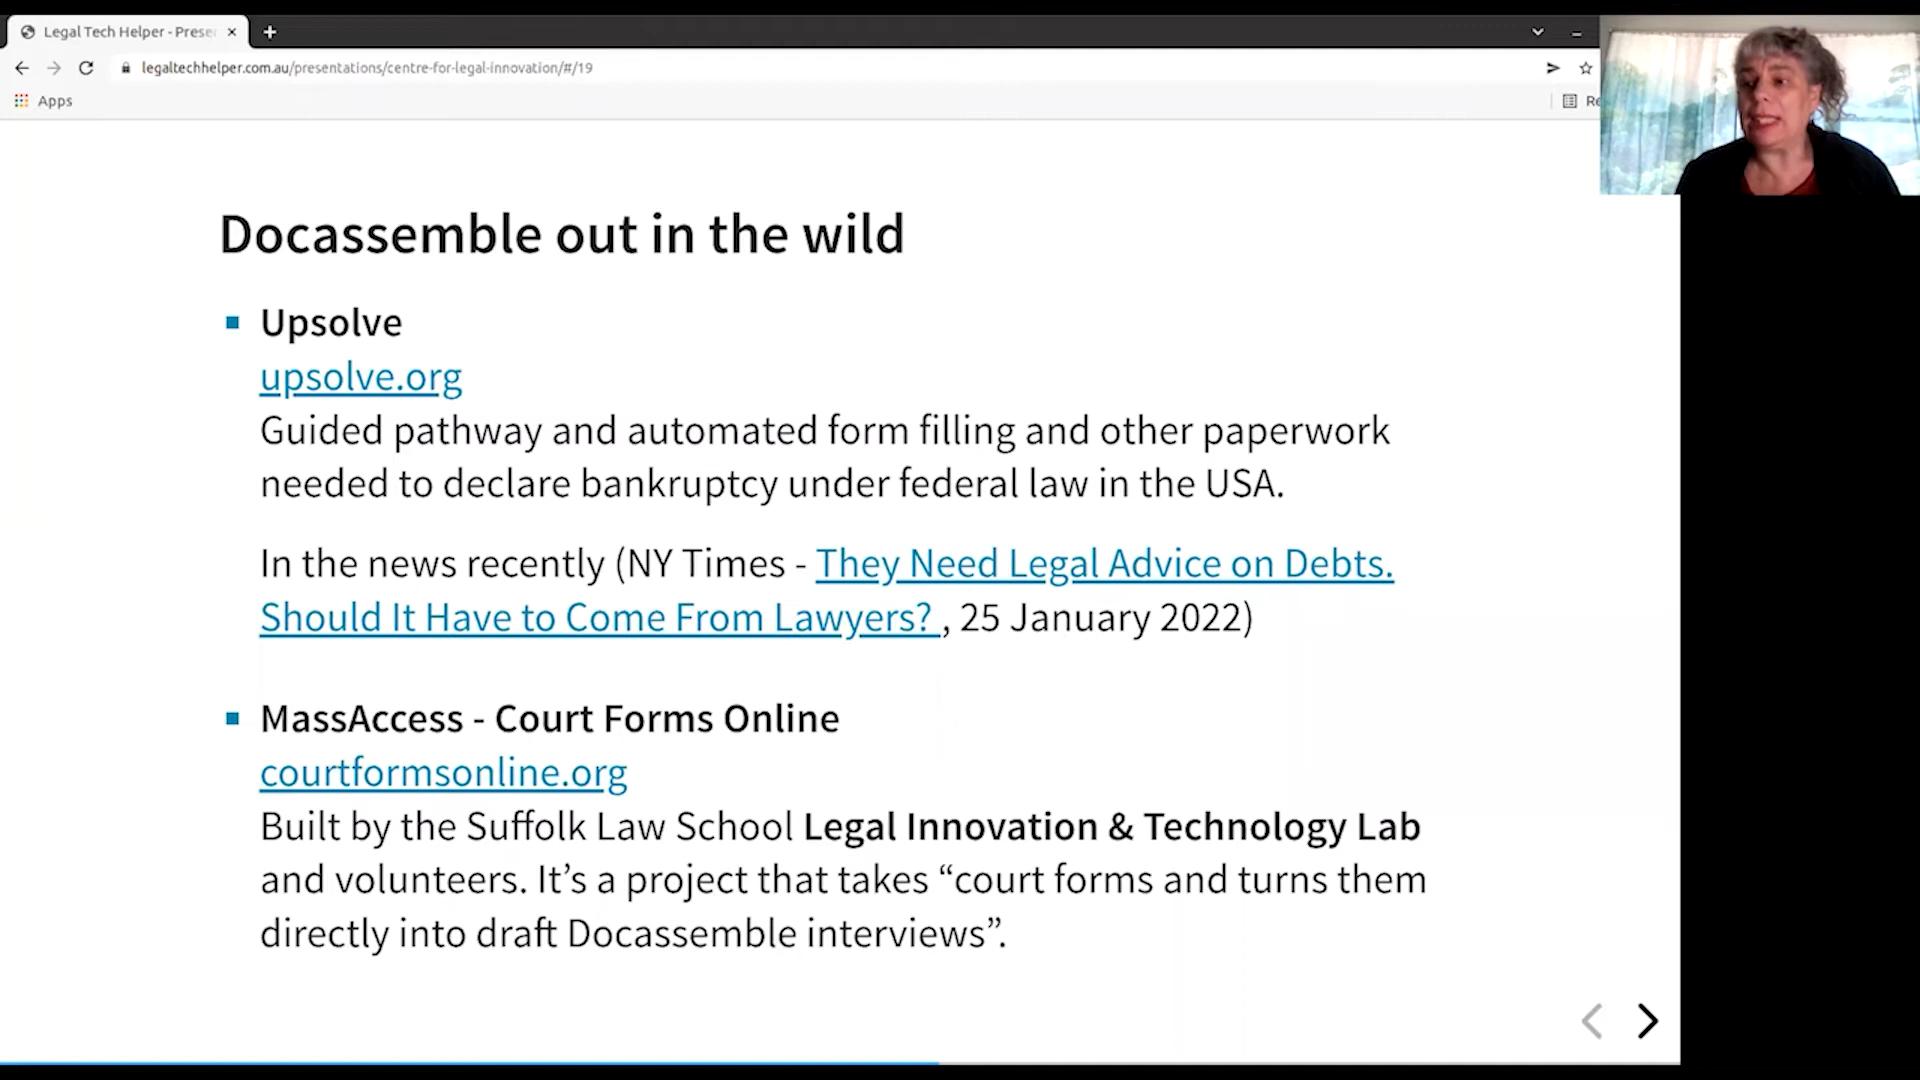 Legal Tech Helper - Prese
legaltechhelper.com.au/presentations/centre-for-legal-innovation/#/19
Apps
Re
Docassemble out in the wild
Upsolve
upsolve.org
Guided pathway and automated form filling and other paperwork
needed to declare bankruptcy under federal law in the USA.
In the news recently (NY Times - They Need Legal Advice on Debts.
Should It Have to Come From Lawyers? , 25 January 2022)
MassAccess - Court Forms Online
courtformsonline.org
Built by the Suffolk Law School Legal Innovation & Technology Lab
and volunteers. It’s a project that takes “court forms and turns them
directly into draft Docassemble interviews”.